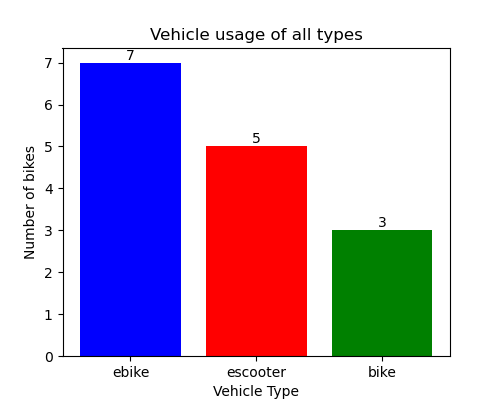 Vehicle usage of all types
Number of bikes
7
6
5
4
3
2
1
0
7
5
3
ebike escooter bike
Vehicle Type